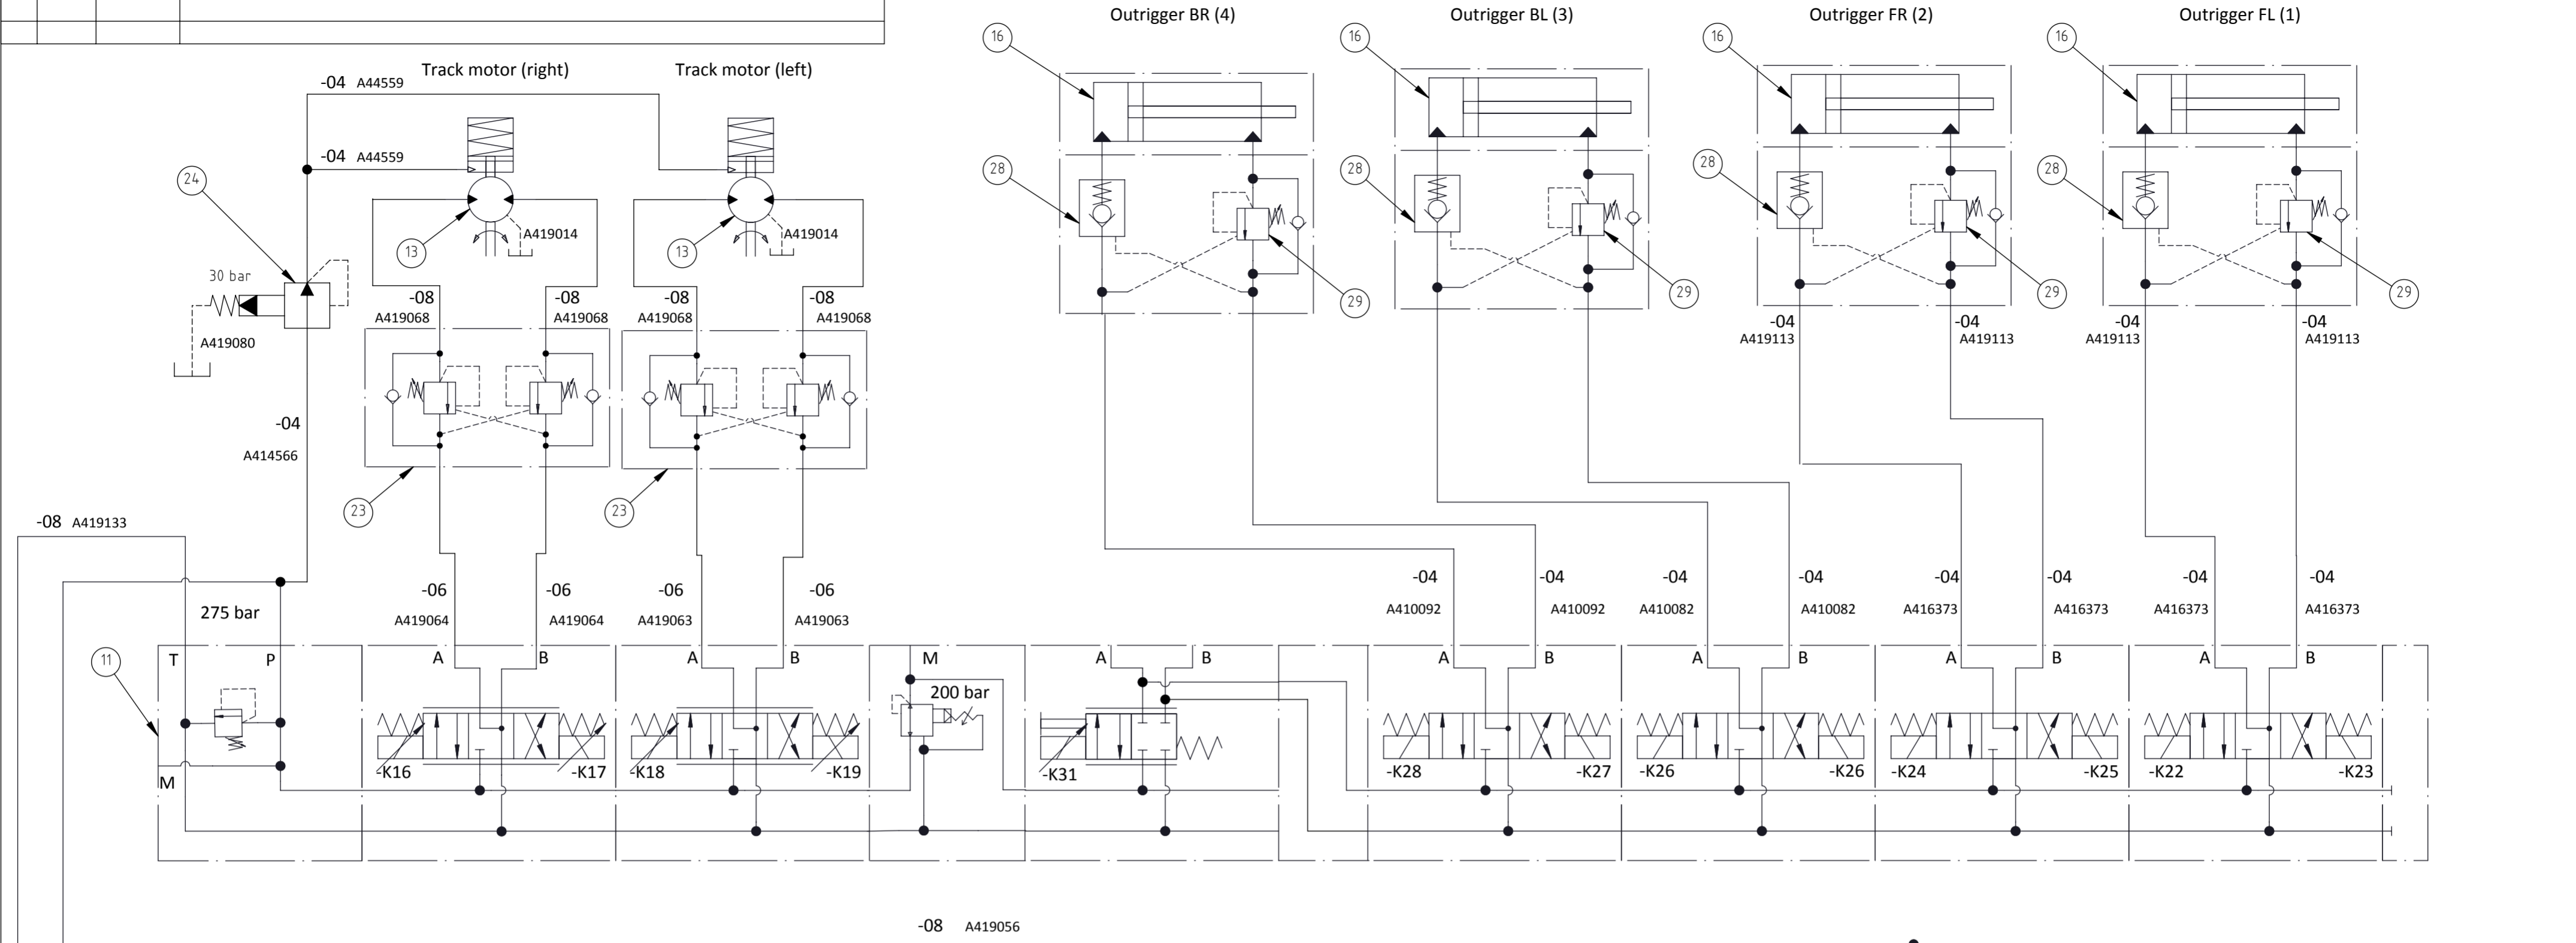 Outrigger BR (4) Outrigger BL (3) Outrigger FR (2) Outrigger FL (1)
16 16 16 16
Track motor (right) Track motor (left)
-04 A44559
-04 A44559
24
28 28 28 28
13 A419014 13 A419014
30 bar
29 29 29 29
-08 -08 -08 -08
A419068 A419068 A419068 A419068
-04 -04 -04 -04
A419113 A419113 A419113 A419113
A419080
-04
A414566
23 23
-08 A419133
-06 -06 -06 -06
-04 -04 -04 -04 -04 -04 -04 -04
275 bar
A419064 A419064 A419063 A419063
A410092 A410092 A410082 A410082 A416373 A416373 A416373 A416373
11
T P A B A B M A B A B A B A B A B
200 bar
M
-K16 -K17 -K18 -K19 -K31 -K28 -K27 -K26 -K26 -K24 -K25 -K22 -K23
-08 A419056